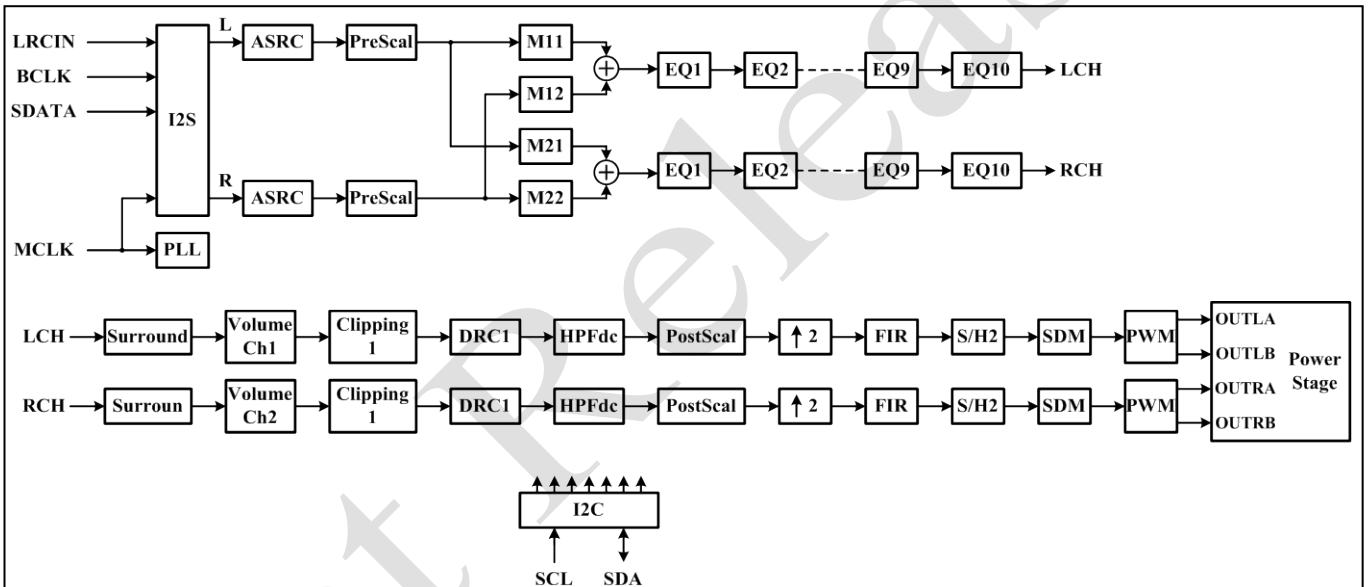 LRCIN
BCLK
SDATA
MCLK
I2S
PLL
L
ASRC
PreScal
R
ASRC
PreScal
M11
M12
M21
M22
EQ1
EQ2
EQ9
EQ10
LCH
EQ1
EQ2
EQ9
EQ10
RCH
LCH
Surround
Volume
Ch1
Clipping
1
DRC1
HPFdc
PostScal
↑ 2
FIR
S/H2
SDM
PWM
OUTLA
OUTLB
RCH
Surroun
Volume
Ch2
Clipping
1
DRC1
HPFdc
PostScal
↑ 2
FIR
S/H2
SDM
PWM
OUTRA
OUTRB
Power
Stage
I2C
SCL
SDA
t Releas